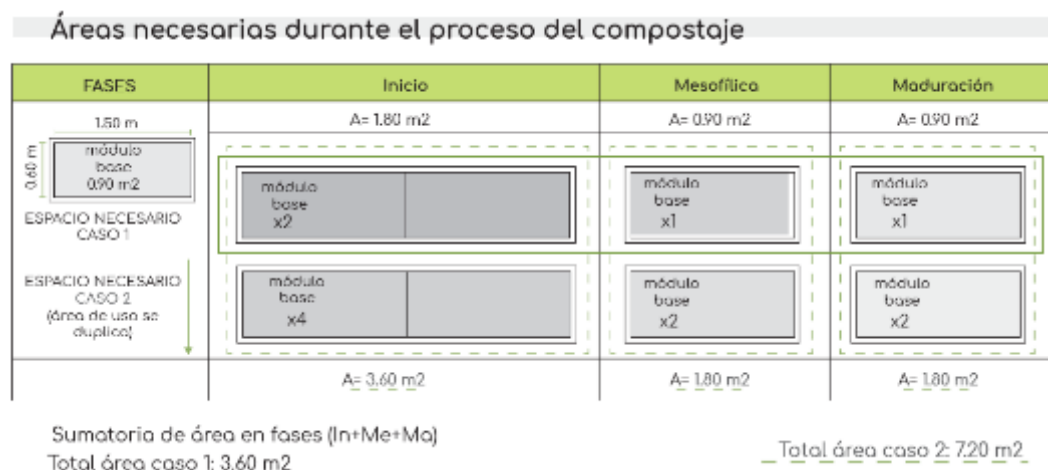 Áreas necesarias durante el proceso del compostaje
FASES Inicio Mesofílica Maduración
A= 1.80 m2 A= 0.90 m2 A= 0.90 m2
1.50 m
0.60 m
módulo
base
0.90 m2
ESPACIO NECESARIO
CASO 1
módulo
base
x2
módulo
base
x1
módulo
base
x1
ESPACIO NECESARIO
CASO 2
(área de uso se
duplica)
módulo
base
x4
módulo
base
x2
módulo
base
x2
A= 3.60 m2 A= 1.80 m2 A= 1.80 m2
Sumatoria de área en fases (In+Me+Ma)
Total área caso 1: 3.60 m2
Total área caso 2: 7.20 m2